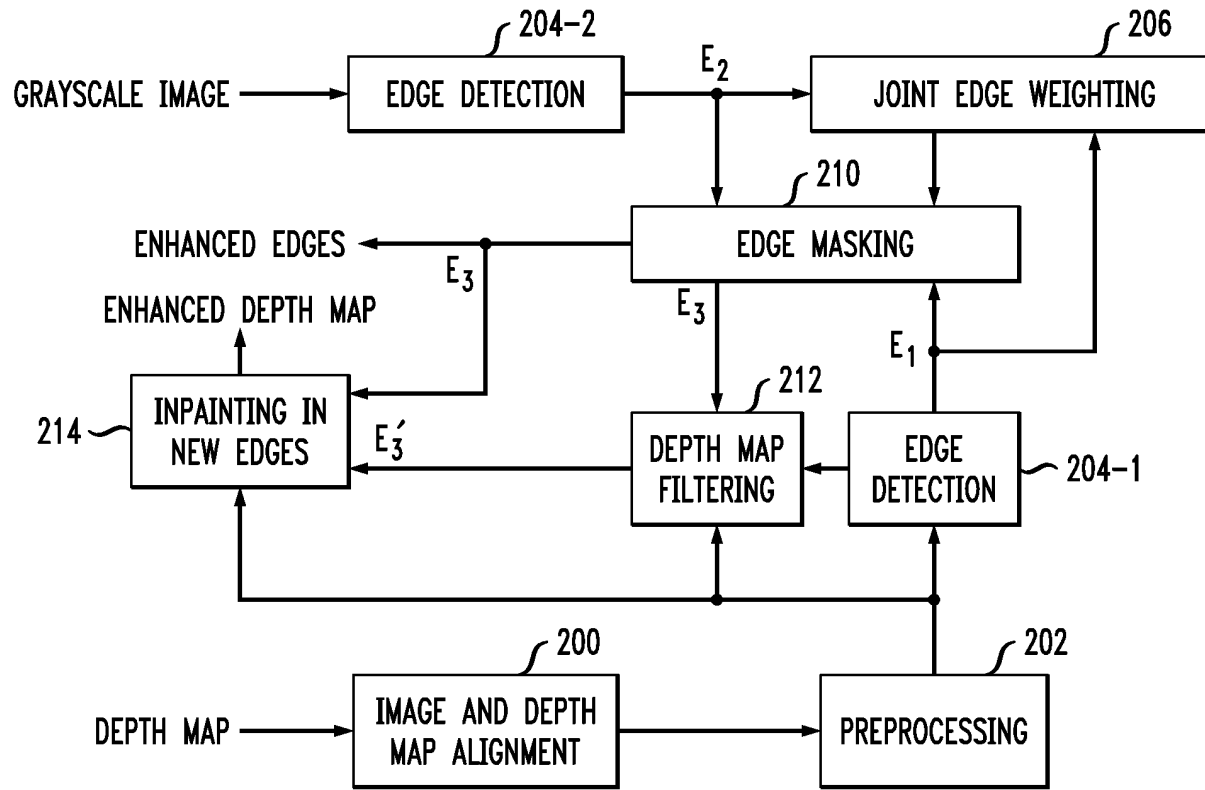 204-2
206
GRAYSCALE IMAGE
EDGE DETECTION
E2
JOINT EDGE WEIGHTING
210
ENHANCED EDGES
EDGE MASKING
E3
E3
ENHANCED DEPTH MAP
E1
212
214
INPAINTING IN
NEW EDGES
E3′
DEPTH MAP
FILTERING
EDGE
DETECTION
204-1
200
202
DEPTH MAP
IMAGE AND DEPTH
MAP ALIGNMENT
PREPROCESSING